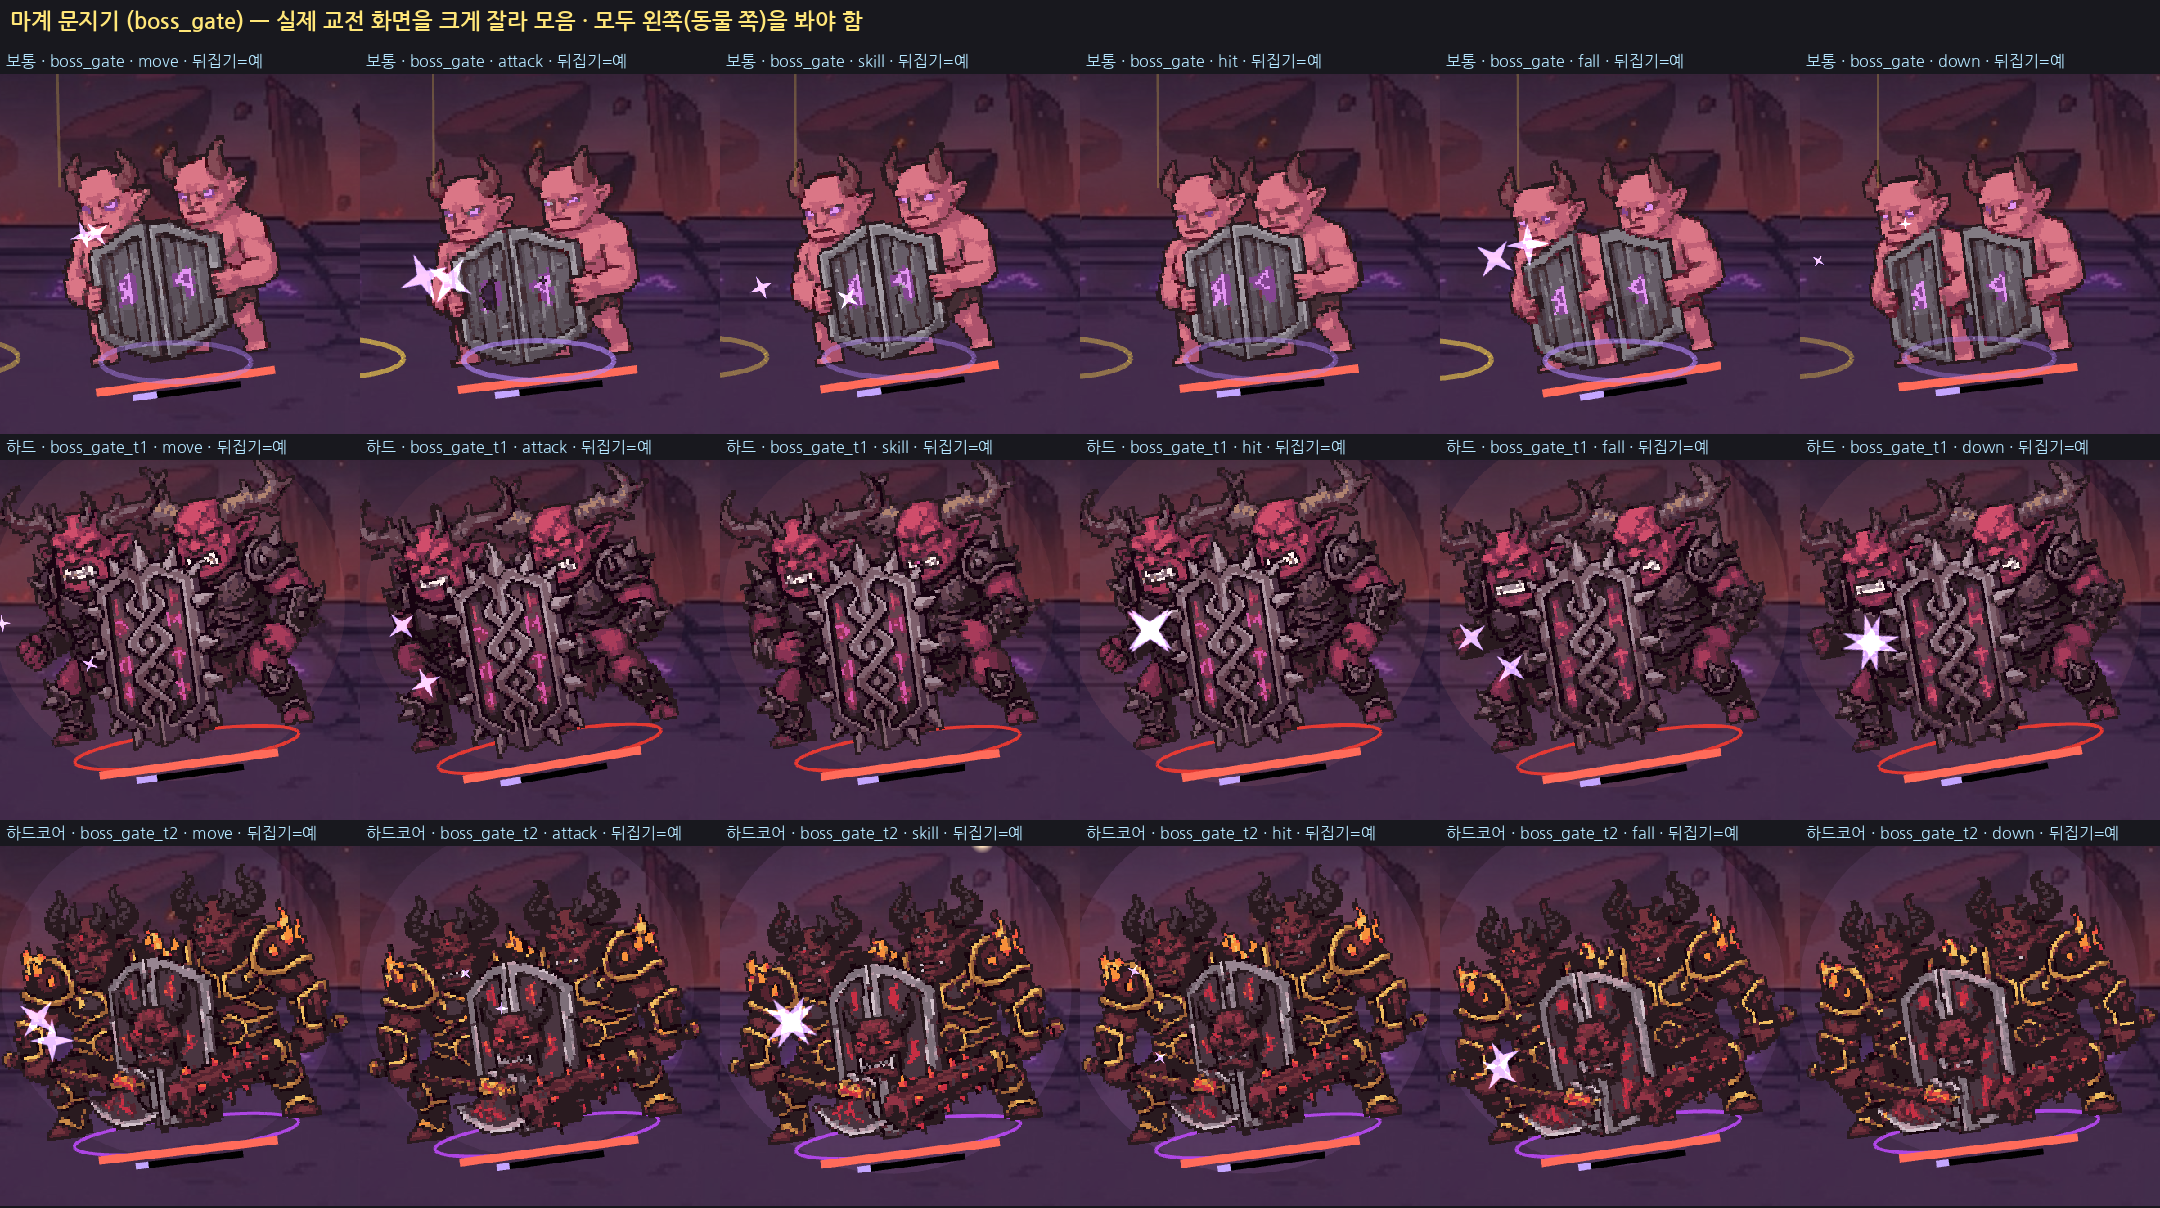 마계 문지기 (boss_gate) — 실제 교전 화면을 크게 잘라 모음 · 모두 왼쪽(동물 쪽)을 봐야 함
보통 · boss_gate · move · 뒤집기=예
보통 · boss_gate · attack · 뒤집기=예
보통 · boss_gate · skill · 뒤집기=예
보통 · boss_gate · hit · 뒤집기=예
보통 · boss_gate · fall · 뒤집기=예
보통 · boss_gate · down · 뒤집기=예
하드 · boss_gate_t1 · move · 뒤집기=예
하드 · boss_gate_t1 · attack · 뒤집기=예
하드 · boss_gate_t1 · skill · 뒤집기=예
하드 · boss_gate_t1 · hit · 뒤집기=예
하드 · boss_gate_t1 · fall · 뒤집기=예
하드 · boss_gate_t1 · down · 뒤집기=예
하드코어 · boss_gate_t2 · move · 뒤집기=예
하드코어 · boss_gate_t2 · attack · 뒤집기=예
하드코어 · boss_gate_t2 · skill · 뒤집기=예
하드코어 · boss_gate_t2 · hit · 뒤집기=예
하드코어 · boss_gate_t2 · fall · 뒤집기=예
하드코어 · boss_gate_t2 · down · 뒤집기=예